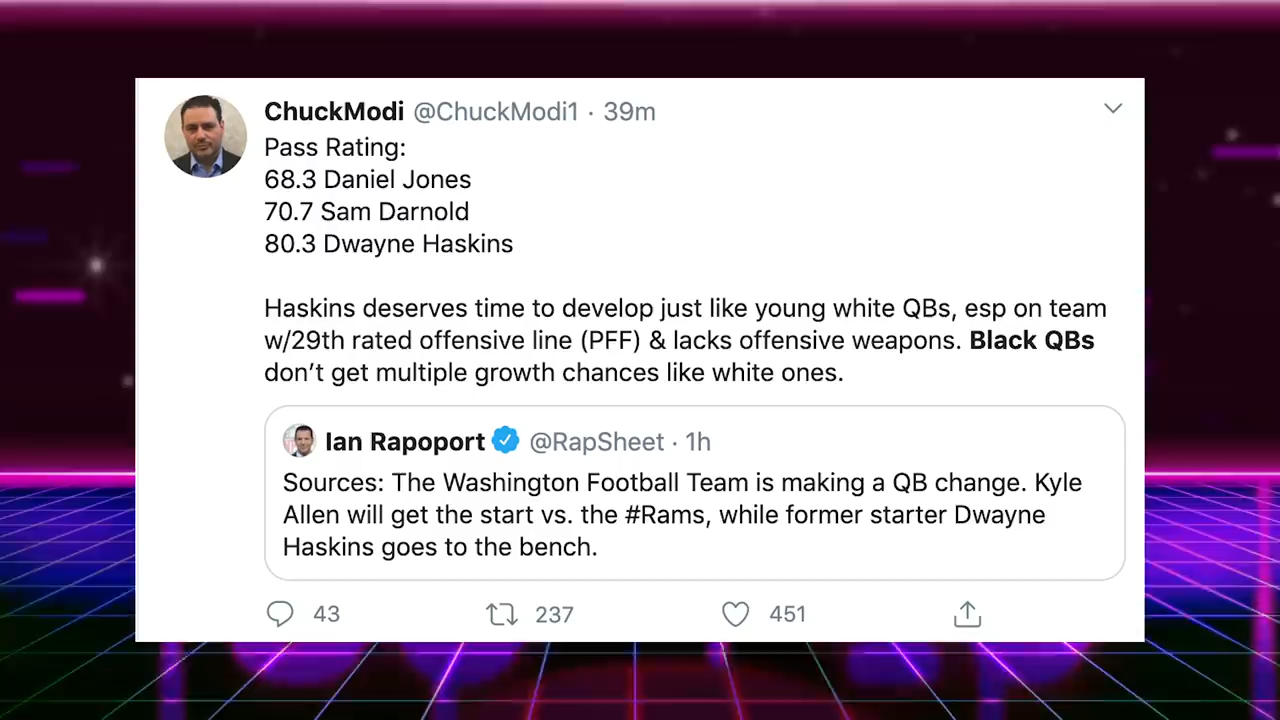 ChuckModi @ChuckModi1 · 39m
Pass Rating:
68.3 Daniel Jones
70.7 Sam Darnold
80.3 Dwayne Haskins
Haskins deserves time to develop just like young white QBs, esp on team
w/29th rated offensive line (PFF) & lacks offensive weapons. Black QBs
don’t get multiple growth chances like white ones.
Ian Rapoport @RapSheet · 1h
Sources: The Washington Football Team is making a QB change. Kyle
Allen will get the start vs. the #Rams, while former starter Dwayne
Haskins goes to the bench.
43 237 451